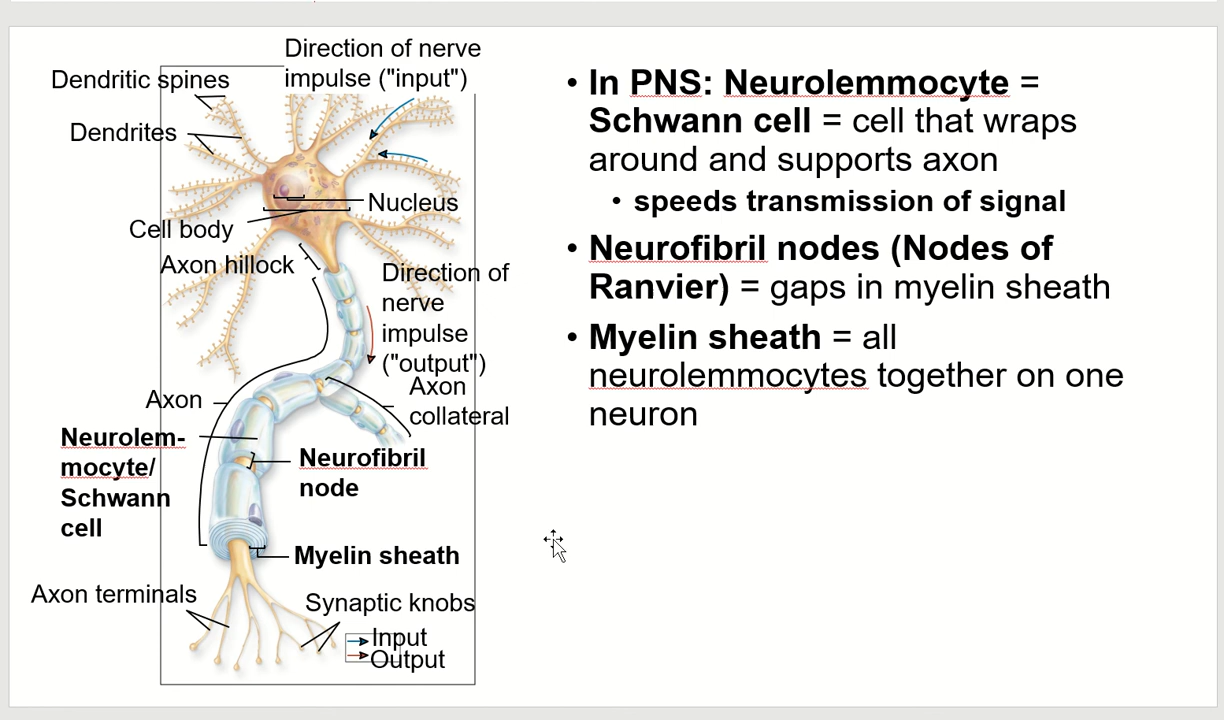 Direction of nerve
impulse ("input")
Dendritic spines
Dendrites
Nucleus
Cell body
Axon hillock
Direction of
nerve
impulse
("output")
Axon
collateral
Axon
Neurolem-
mocyte/
Schwann
cell
Neurofibril
node
Myelin sheath
Axon terminals
Synaptic knobs
Input
Output
• In PNS: Neurolemmocyte =
Schwann cell = cell that wraps
around and supports axon
• speeds transmission of signal
• Neurofibril nodes (Nodes of
Ranvier) = gaps in myelin sheath
• Myelin sheath = all
neurolemmocytes together on one
neuron